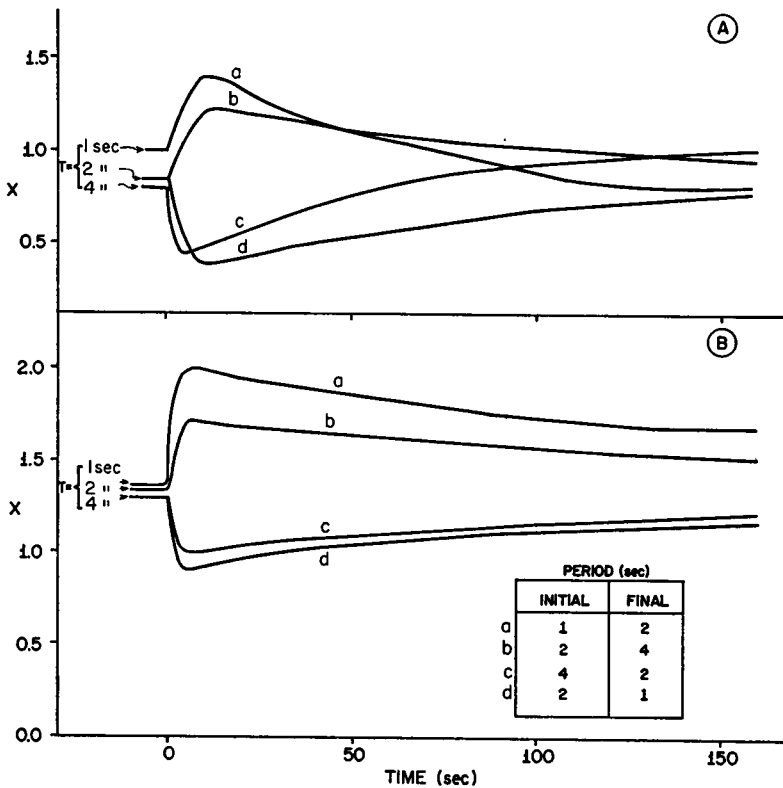 A
1.5
1.0
0.5
X
T=
1 sec
2 "
4 "
a
b
c
d
B
2.0
1.5
1.0
0.5
0.0
X
T=
1 sec
2 "
4 "
a
b
c
d
PERIOD (sec)
INITIAL FINAL
a 1 2
b 2 4
c 4 2
d 2 1
0 50 100 150
TIME (sec)